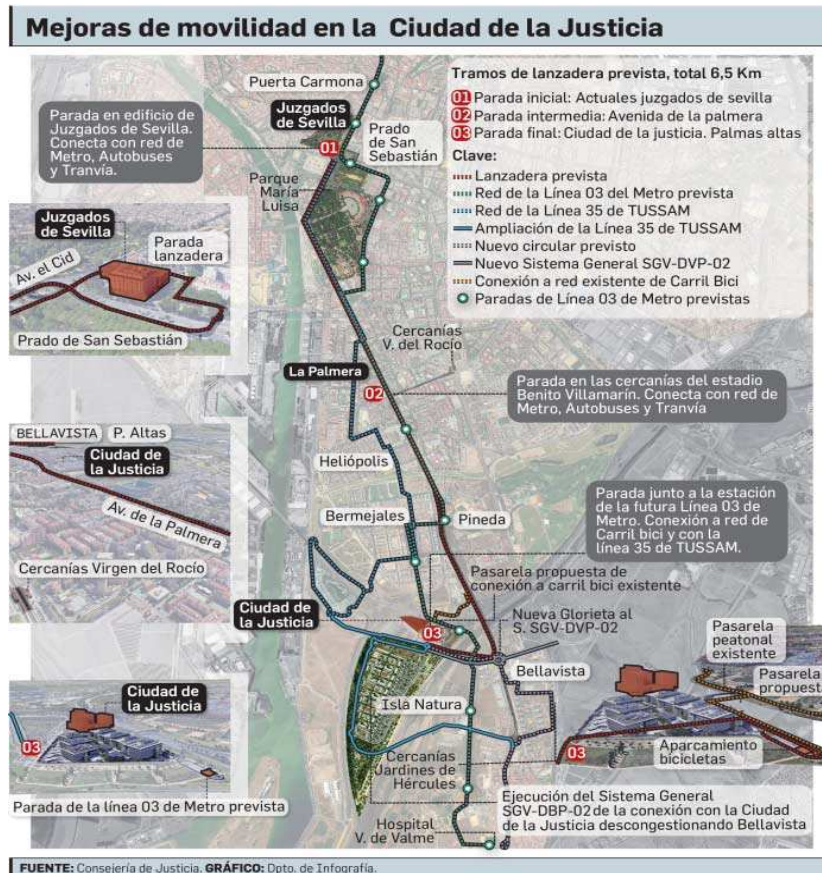 Mejoras de movilidad en la Ciudad de la Justicia
Puerta Carmona
Juzgados
de Sevilla
Parada en edificio de
Juzgados de Sevilla.
Conecta con red de
Metro, Autobuses
y Tranvía.
01
Prado
de San
Sebastián
Parque
María
Luisa
Tramos de lanzadera prevista, total 6,5 Km
01 Parada inicial: Actuales juzgados de sevilla
02 Parada intermedia: Avenida de la palmera
03 Parada final: Ciudad de la justicia. Palmas altas
Clave:
Lanzadera prevista
Red de la Línea 03 del Metro prevista
Red de la Línea 35 de TUSSAM
Ampliación de la Línea 35 de TUSSAM
Nuevo circular previsto
Nuevo Sistema General SGV-DVP-02
Conexión a red existente de Carril Bici
Paradas de Línea 03 de Metro previstas
Juzgados
de Sevilla
Parada
lanzadera
Av. el Cid
Prado de San Sebastián
Cercanías
V. del Rocío
La Palmera
02
Parada en las cercanías del estadio
Benito Villamarín. Conecta con red de
Metro, Autobuses y Tranvía
BELLAVISTA
P. Altas
Ciudad de
la Justicia
Av. de la Palmera
Cercanías Virgen del Rocío
Heliópolis
Bermejales
Pineda
Parada junto a la estación
de la futura Línea 03 de
Metro. Conexión a red de
Carril bici y con la
línea 35 de TUSSAM.
Pasarela propuesta de
conexión a carril bici existente
Ciudad de
la Justicia
03
Nueva Glorieta al
S. SGV-DVP-02
Bellavista
Pasarela
peatonal
existente
Pasarela
propuest
Isla Natura
Ciudad de
la Justicia
03
Parada de la línea 03 de Metro prevista
03
Aparcamiento
bicicletas
Cercanías
Jardines de
Hércules
Ejecución del Sistema General
SGV-DBP-02 de la conexión con la Ciudad
de la Justicia descongestionando Bellavista
Hospital
V. de Valme
FUENTE: Consejería de Justicia. GRÁFICO: Dpto. de Infografía.